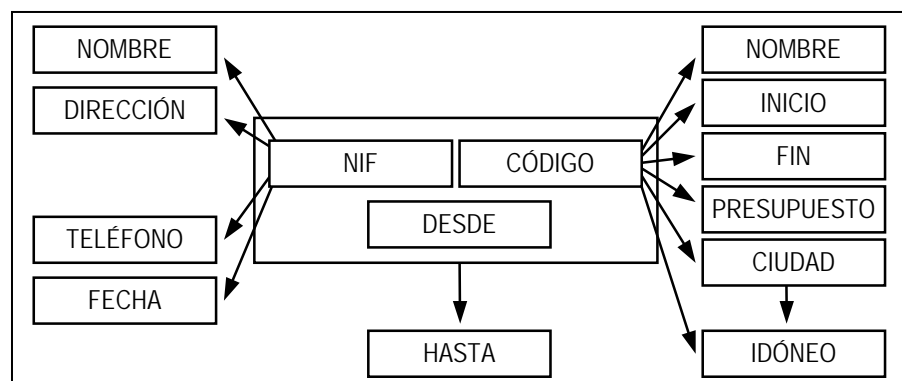 NOMBRE
DIRECCIÓN
TELÉFONO
FECHA
NIF
CÓDIGO
DESDE
HASTA
NOMBRE
INICIO
FIN
PRESUPUESTO
CIUDAD
IDÓNEO